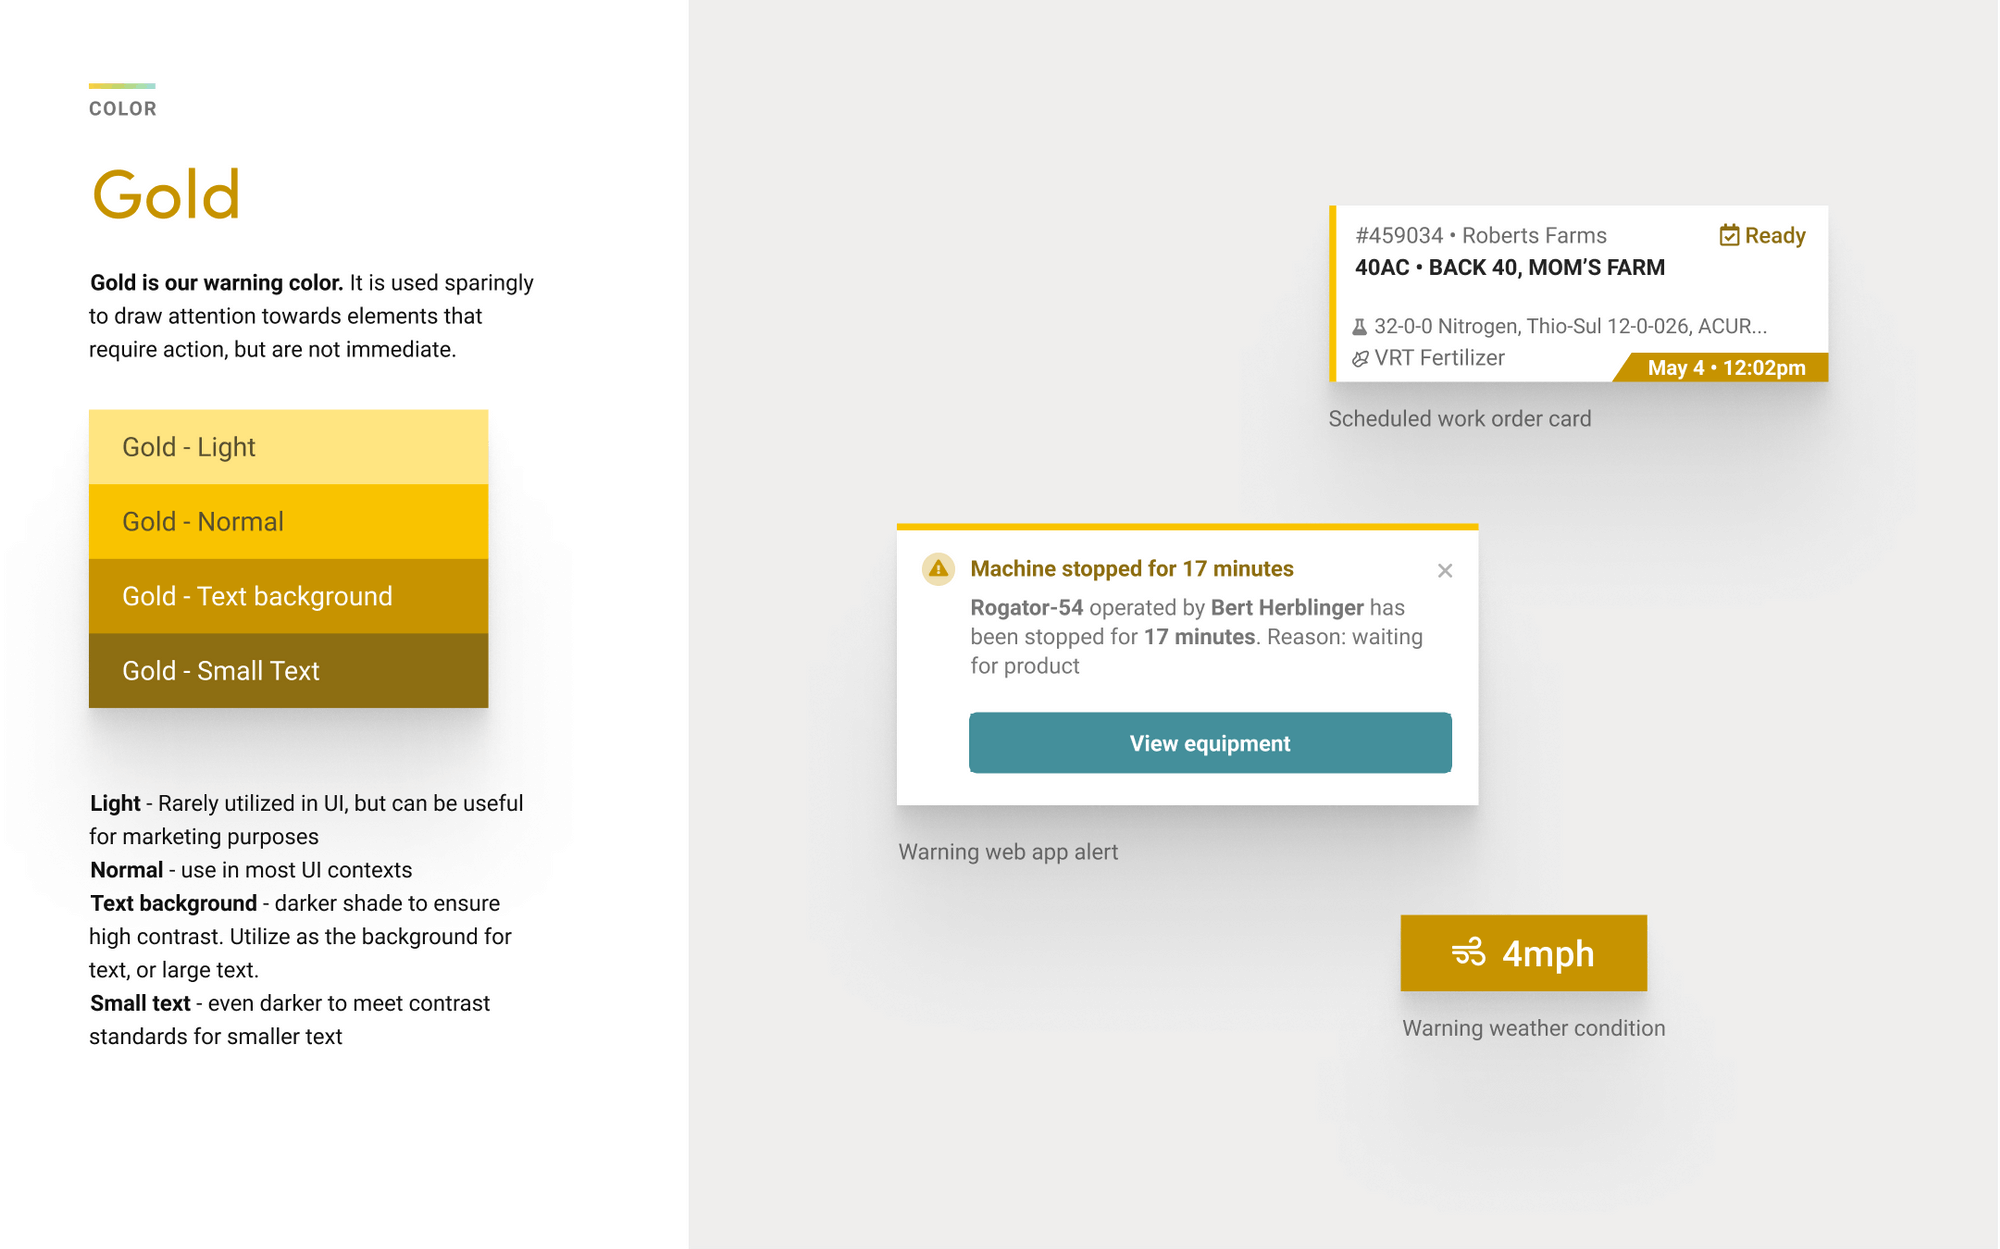 COLOR
Gold
Gold is our warning color. It is used sparingly
to draw attention towards elements that
require action, but are not immediate.
Gold - Light
Gold - Normal
Gold - Text background
Gold - Small Text
Light - Rarely utilized in UI, but can be useful
for marketing purposes
Normal - use in most UI contexts
Text background - darker shade to ensure
high contrast. Utilize as the background for
text, or large text.
Small text - even darker to meet contrast
standards for smaller text
#459034 • Roberts Farms
Ready
40AC • BACK 40, MOM’S FARM
32-0-0 Nitrogen, Thio-Sul 12-0-026, ACUR...
VRT Fertilizer
May 4 • 12:02pm
Scheduled work order card
Machine stopped for 17 minutes
Rogator-54 operated by Bert Herblinger has
been stopped for 17 minutes. Reason: waiting
for product
View equipment
Warning web app alert
4mph
Warning weather condition